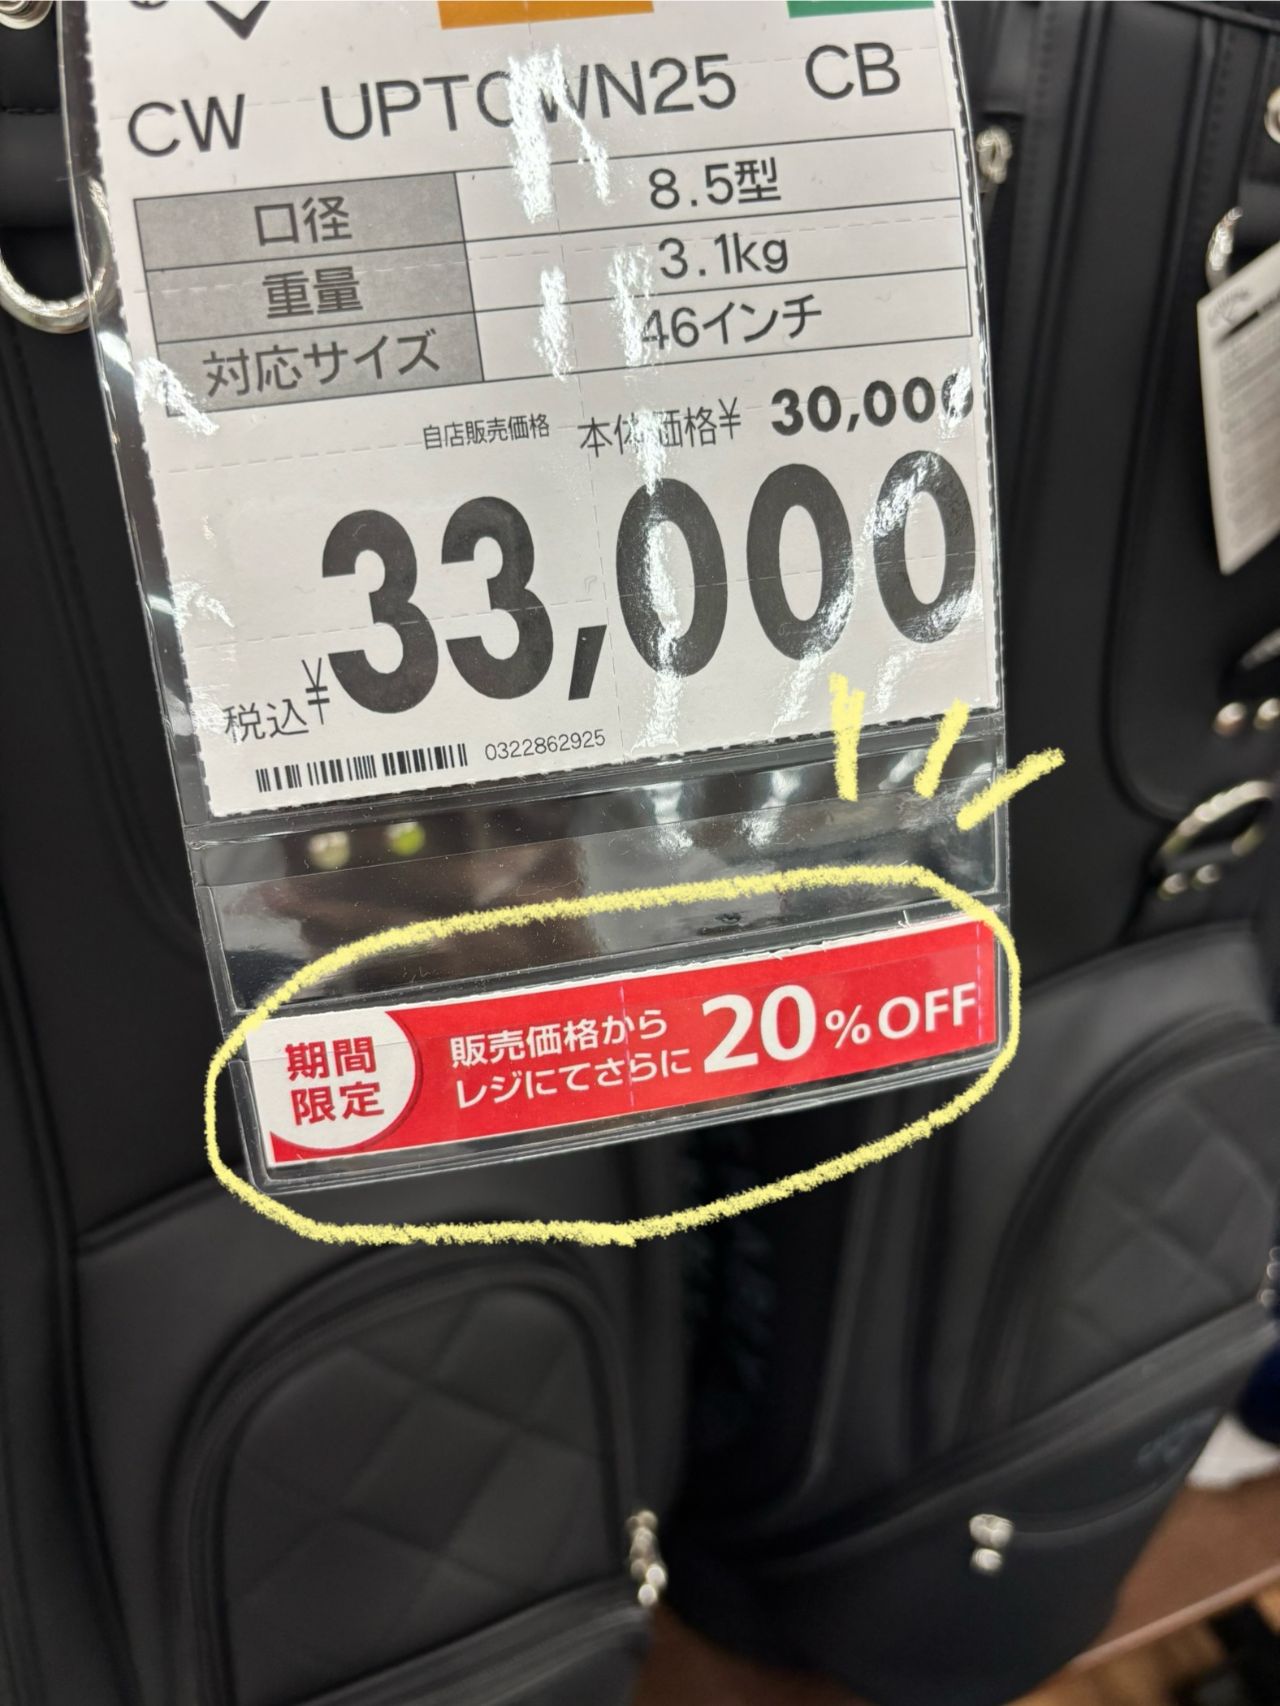 CW UPTOWN25 CB
口径 8.5型
重量 3.1kg
対応サイズ 46インチ
自店販売価格 本体価格¥ 30,000
税込¥33,000
0322862925
期間
限定
販売価格から
レジにてさらに
20%OFF